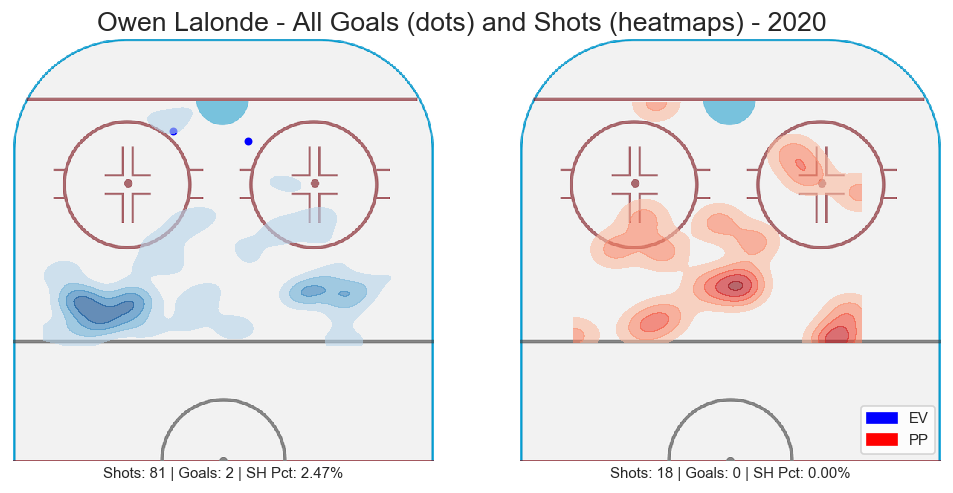 Owen Lalonde - All Goals (dots) and Shots (heatmaps) - 2020
EV
PP
Shots: 81 | Goals: 2 | SH Pct: 2.47%
Shots: 18 | Goals: 0 | SH Pct: 0.00%